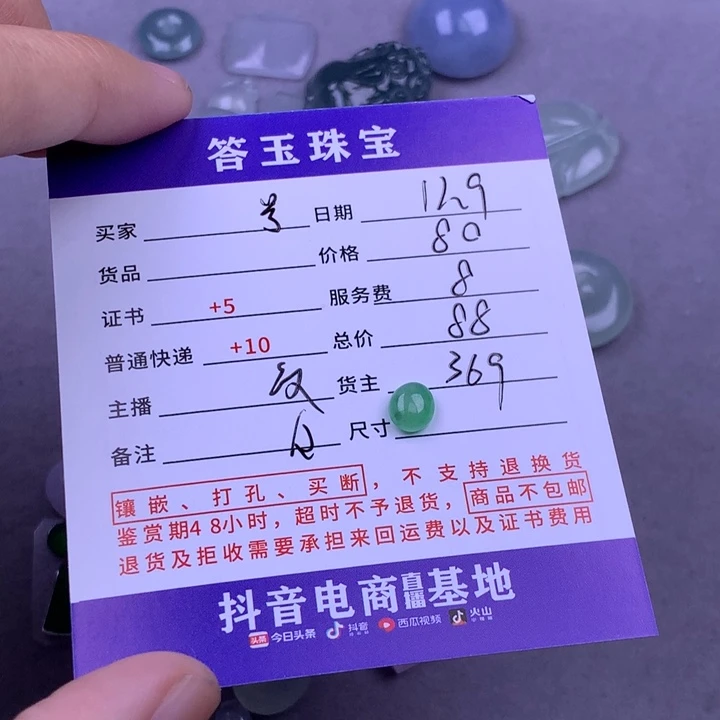 答玉珠宝
买家 日期 129
货品 价格 80
证书 +5 服务费 8
普通快递 +10 总价 88
主播 货主 369
备注 尺寸
镶嵌、打孔、买断，不支持退换货
鉴赏期48小时，超时不予退货，商品不包邮
退货及拒收需要承担来回运费以及证书费用
抖音电商直播基地
头条 今日头条 抖音 西瓜视频 火山